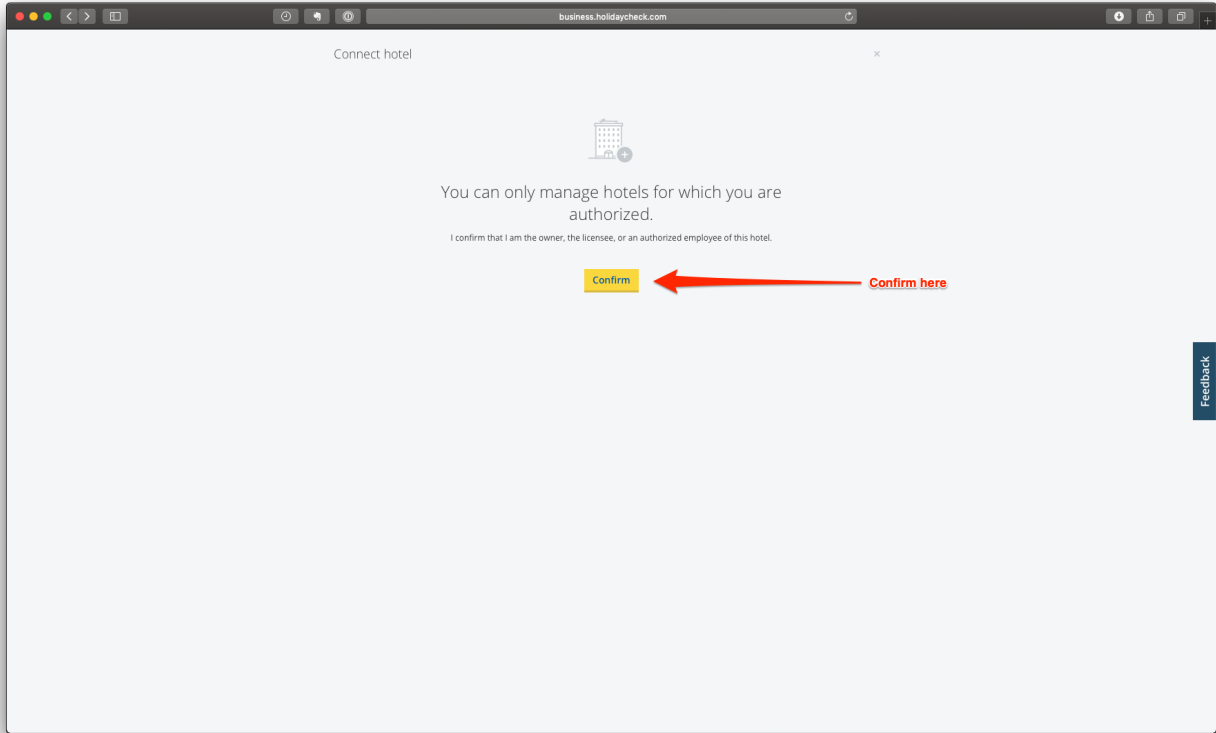 business.holidaycheck.com
Connect hotel
You can only manage hotels for which you are
authorized.
I confirm that I am the owner, the licensee, or an authorized employee of this hotel.
Confirm
Confirm here
Feedback